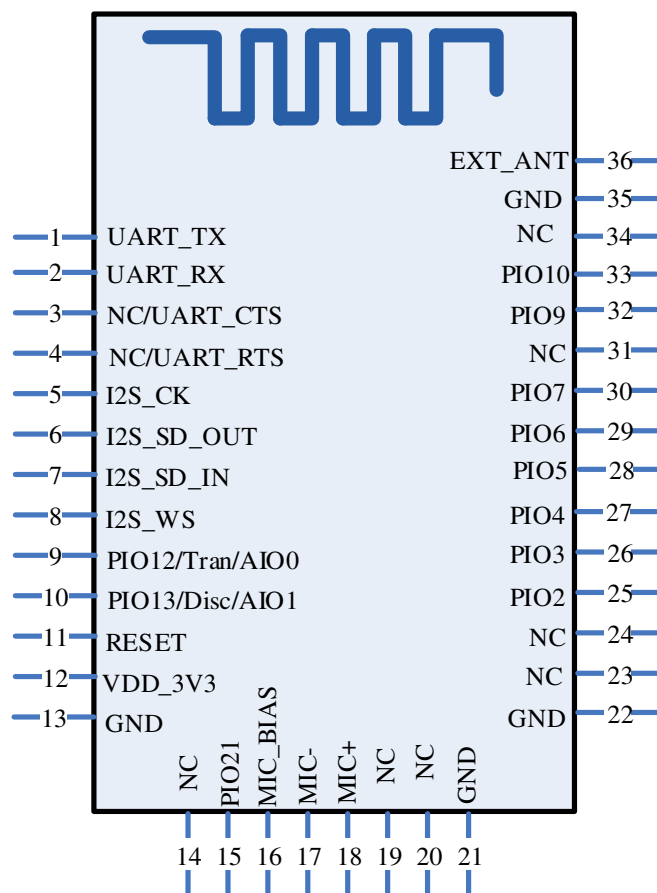 EXT_ANT 36
GND 35
1 UART_TX
NC 34
2 UART_RX
PIO10 33
3 NC/UART_CTS
PIO9 32
4 NC/UART_RTS
NC 31
5 I2S_CK
PIO7 30
6 I2S_SD_OUT
PIO6 29
7 I2S_SD_IN
PIO5 28
8 I2S_WS
PIO4 27
9 PIO12/Tran/AIO0
PIO3 26
10 PIO13/Disc/AIO1
PIO2 25
11 RESET
NC 24
12 VDD_3V3
NC 23
13 GND
GND 22
NC
PIO21
MIC_BIAS
MIC-
MIC+
NC
NC
GND
14 15 16 17 18 19 20 21